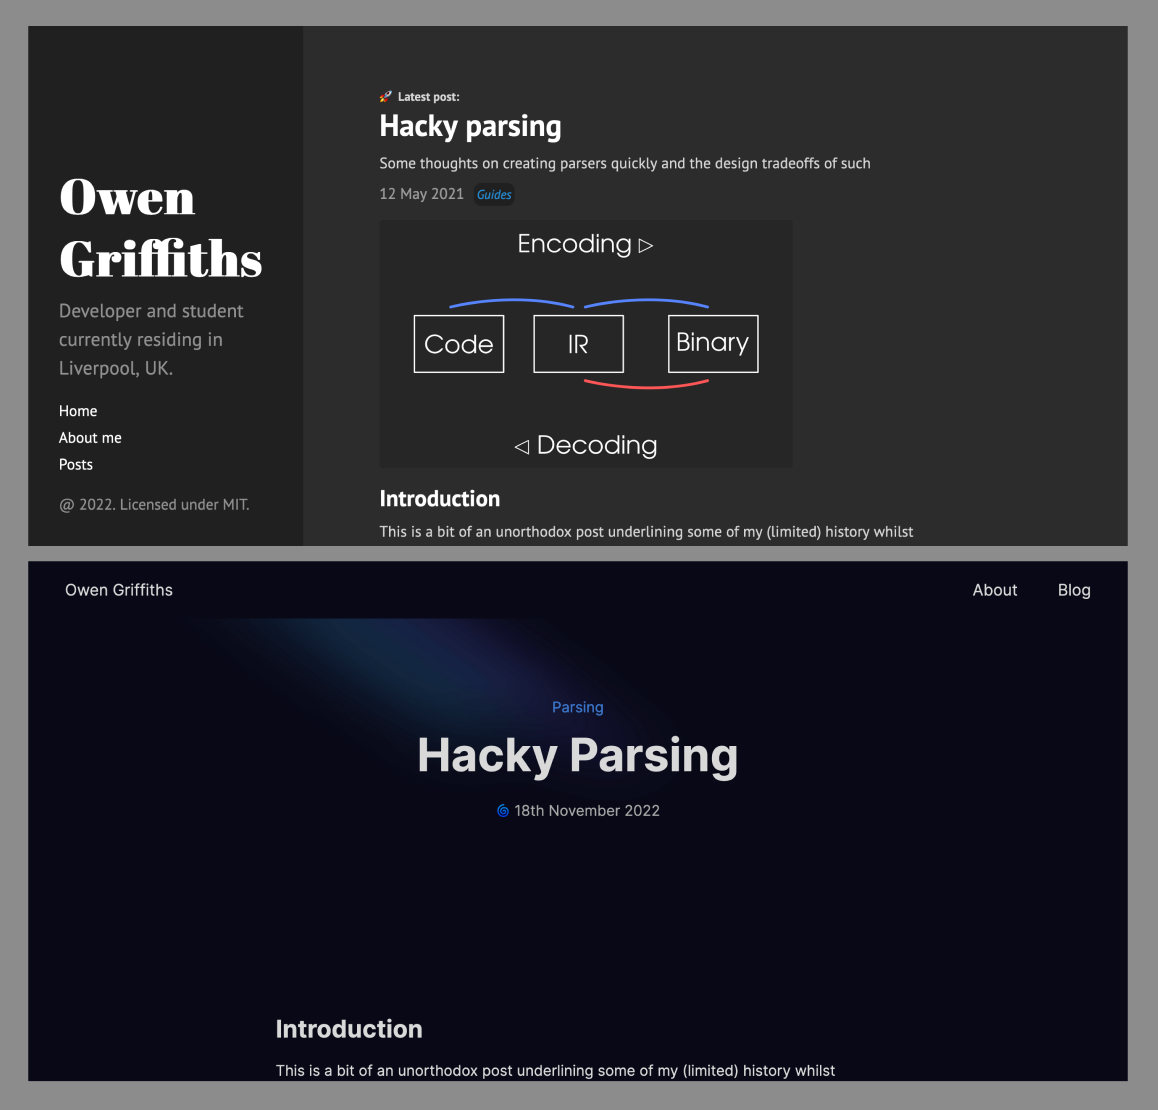 Owen
Griffiths
Developer and student
currently residing in
Liverpool, UK.
Home
About me
Posts
@ 2022. Licensed under MIT.
🚀 Latest post:
Hacky parsing
Some thoughts on creating parsers quickly and the design tradeoffs of such
12 May 2021 Guides
Encoding ▷
Code IR Binary
◁ Decoding
Introduction
This is a bit of an unorthodox post underlining some of my (limited) history whilst
Owen Griffiths About Blog
Parsing
Hacky Parsing
🌀 18th November 2022
Introduction
This is a bit of an unorthodox post underlining some of my (limited) history whilst